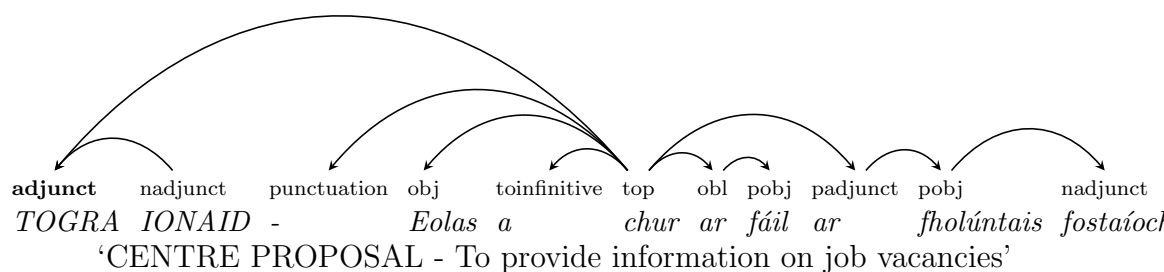 adjunct nadjunct punctuation obj toinfinitive top obl pobj padjunct pobj nadjunct
TOGRA IONAID - Eolas a chur ar fáil ar fholúntais
‘CENTRE PROPOSAL - To provide information on job vacancies’